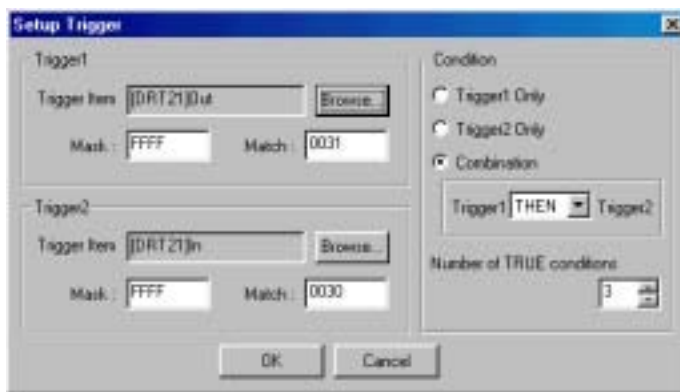 Setup Trigger
Trigger1
Trigger Item [DRT21]Out Browse...
Mask : FFFF Match : 0031
Trigger2
Trigger Item [DRT21]In Browse...
Mask : FFFF Match : 0030
Condition
Trigger1 Only
Trigger2 Only
Combination
Trigger1 THEN Trigger2
Number of TRUE conditions
3
OK Cancel